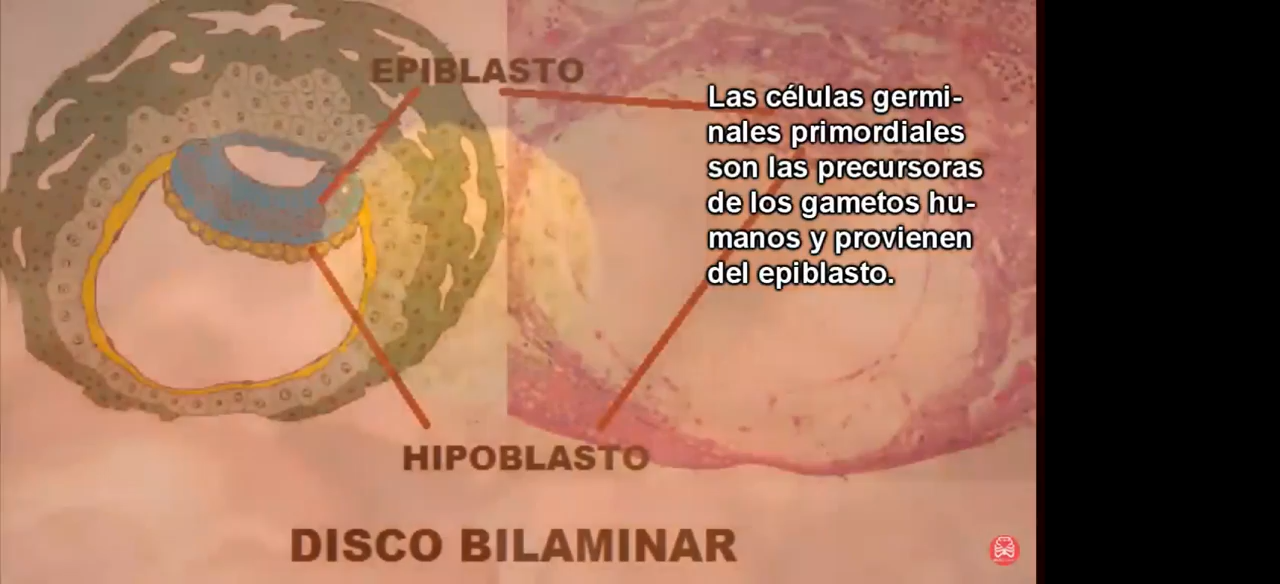 EPIBLASTO
Las células germi-
nales primordiales
son las precursoras
de los gametos hu-
manos y provienen
del epiblasto.
HIPOBLASTO
DISCO BILAMINAR